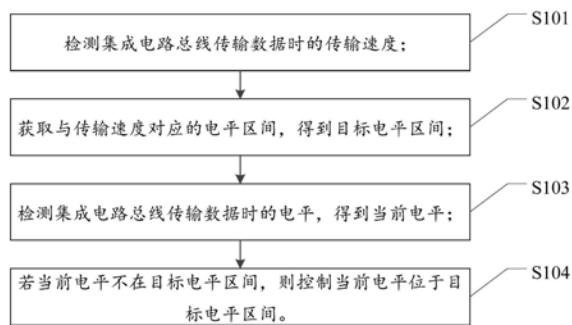 S101
检测集成电路总线传输数据时的传输速度;
S102
获取与传输速度对应的电平区间，得到目标电平区间;
S103
检测集成电路总线传输数据时的电平，得到当前电平;
S104
若当前电平不在目标电平区间，则控制当前电平位于目
标电平区间。